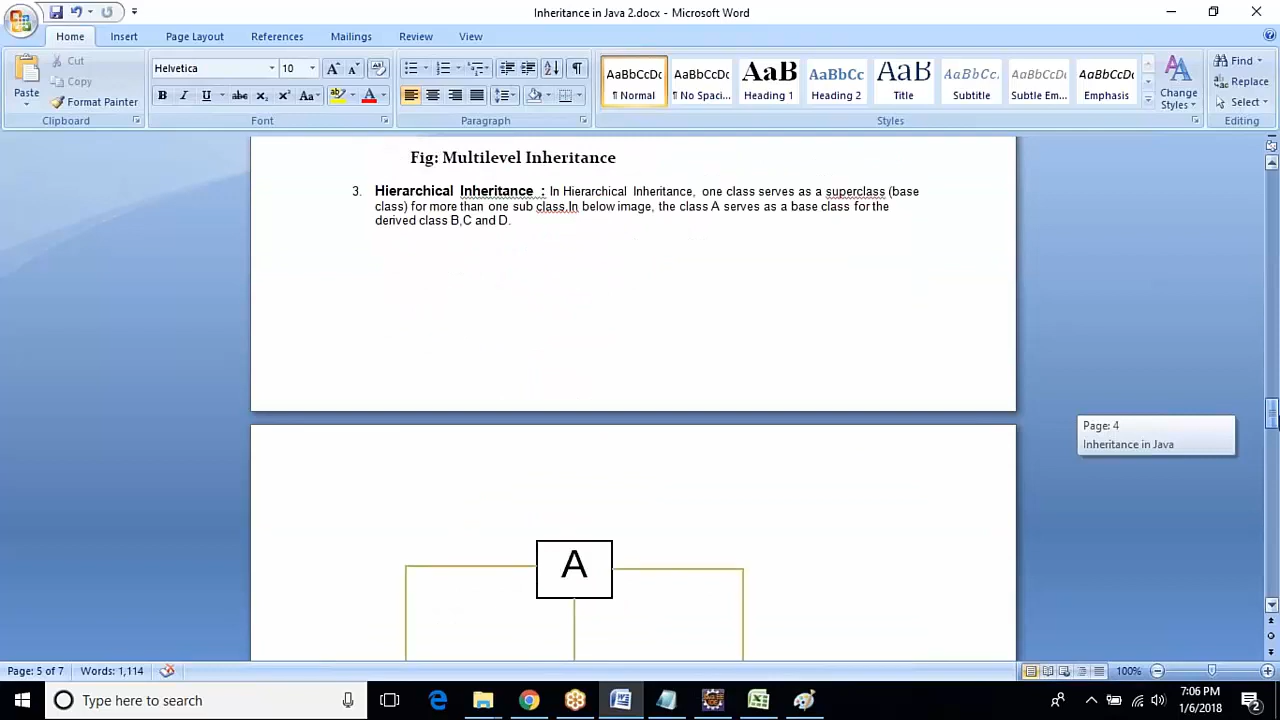 Inheritance in Java 2.docx - Microsoft Word
Home Insert Page Layout References Mailings Review View
Paste
Cut
Copy
Format Painter
Clipboard
Helvetica 10
Font
Paragraph
AaBbCcDc AaBbCcDc AaB AaBbCc AaB AaBbCc. AaBbCcDc AaBbCcDc
¶ Normal ¶ No Spaci... Heading 1 Heading 2 Title Subtitle Subtle Em... Emphasis
Change Styles
Styles
Find
Replace
Select
Editing
Fig: Multilevel Inheritance
3. Hierarchical Inheritance : In Hierarchical Inheritance, one class serves as a superclass (base
class) for more than one sub class.In below image, the class A serves as a base class for the
derived class B,C and D.
Page: 4
Inheritance in Java
A
Page: 5 of 7 Words: 1,114 100%
Type here to search
7:06 PM
1/6/2018
2